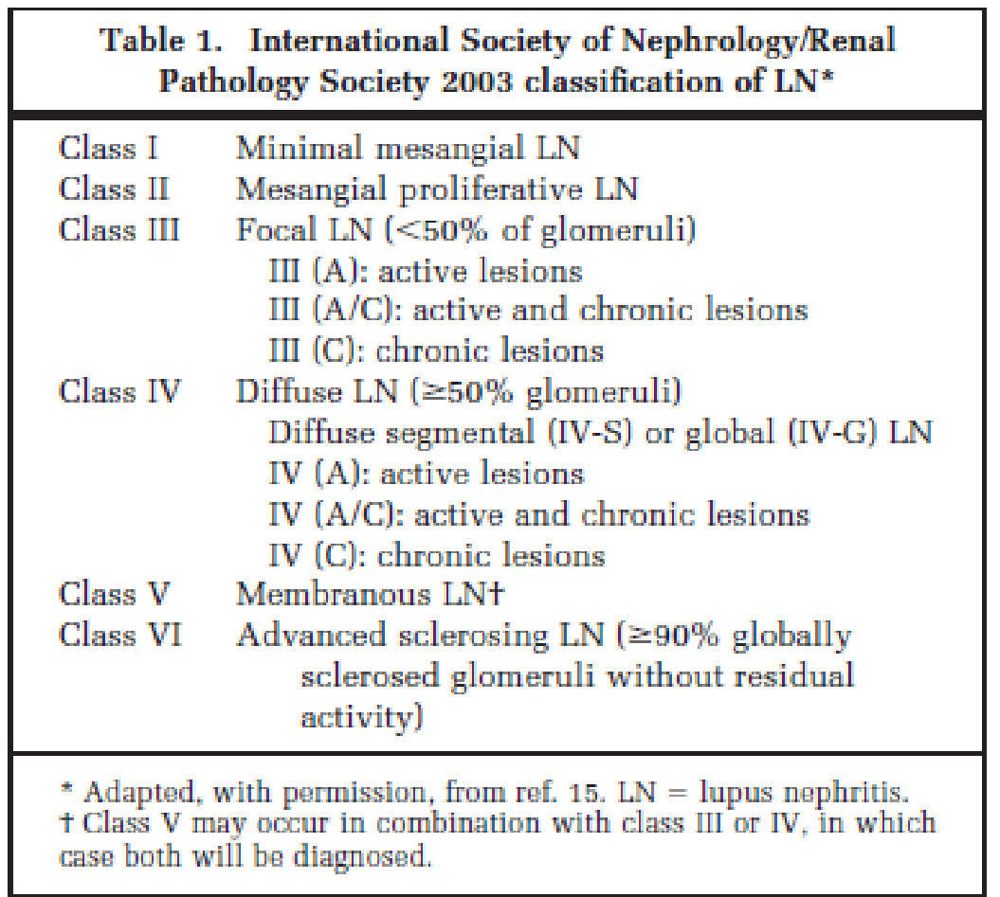 Table 1. International Society of Nephrology/Renal
Pathology Society 2003 classification of LN*
Class I Minimal mesangial LN
Class II Mesangial proliferative LN
Class III Focal LN (<50% of glomeruli)
III (A): active lesions
III (A/C): active and chronic lesions
III (C): chronic lesions
Class IV Diffuse LN (≥50% glomeruli)
Diffuse segmental (IV-S) or global (IV-G) LN
IV (A): active lesions
IV (A/C): active and chronic lesions
IV (C): chronic lesions
Class V Membranous LN†
Class VI Advanced sclerosing LN (≥90% globally
sclerosed glomeruli without residual
activity)
* Adapted, with permission, from ref. 15. LN = lupus nephritis.
† Class V may occur in combination with class III or IV, in which
case both will be diagnosed.